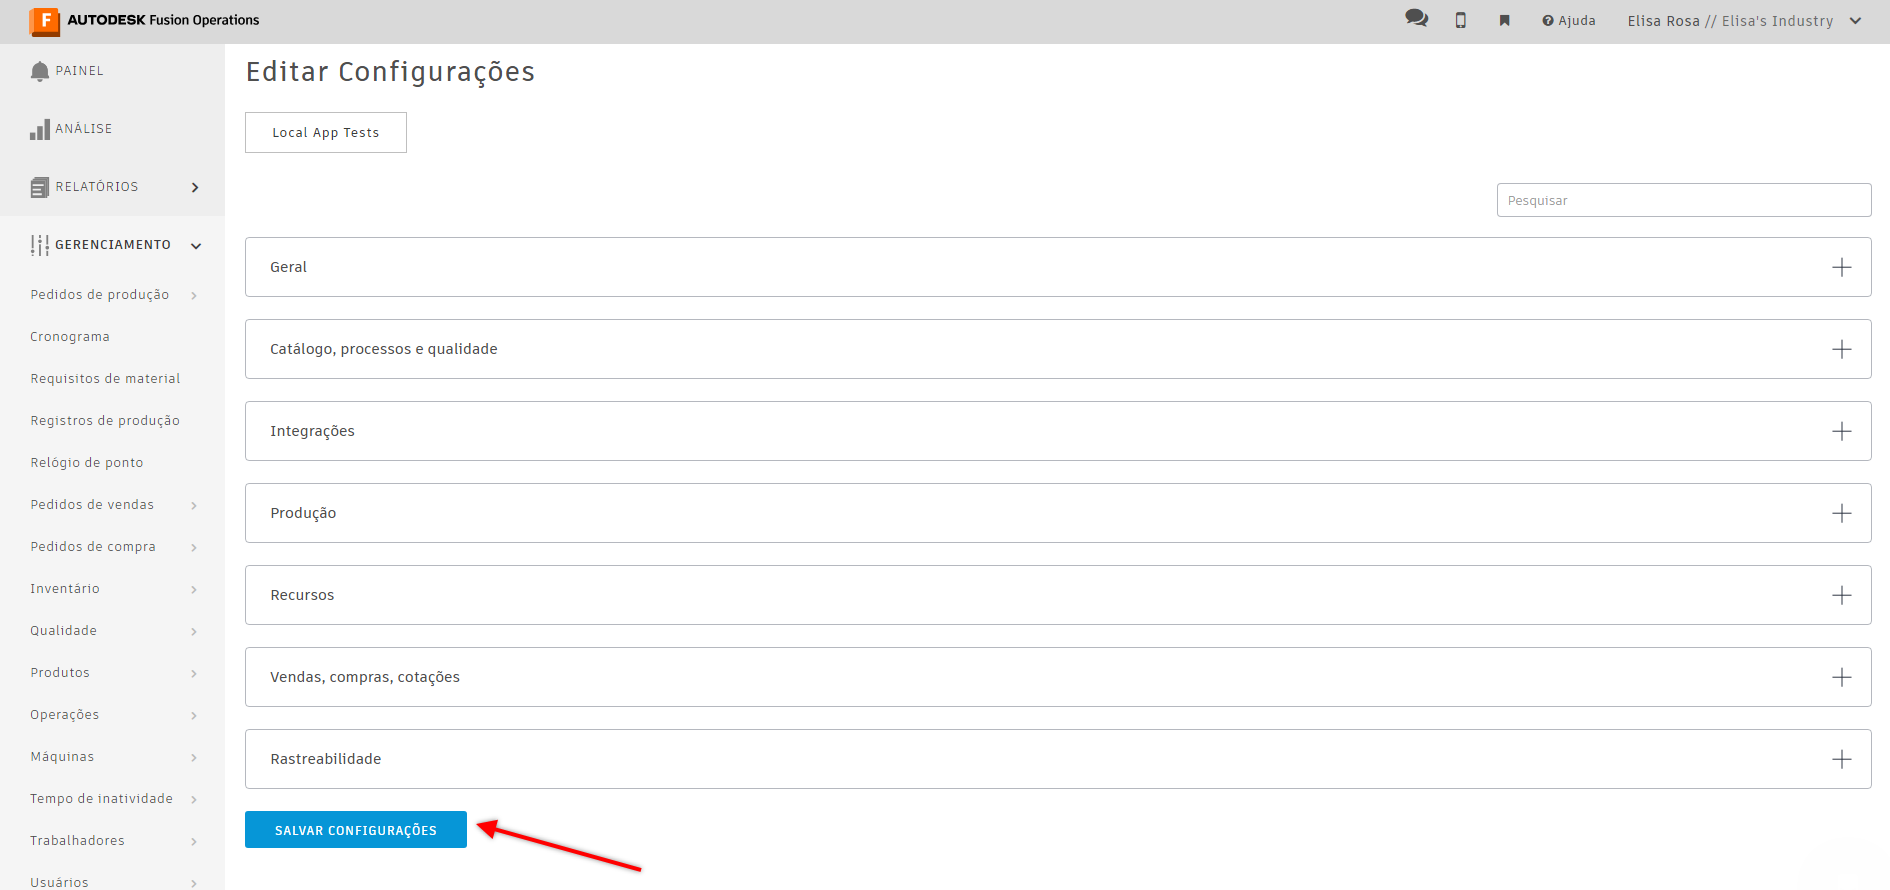 F AUTODESK Fusion Operations
Ajuda
Elisa Rosa // Elisa's Industry
PAINEL
ANÁLISE
RELATÓRIOS
GERENCIAMENTO
Pedidos de produção
Cronograma
Requisitos de material
Registros de produção
Relógio de ponto
Pedidos de vendas
Pedidos de compra
Inventário
Qualidade
Produtos
Operações
Máquinas
Tempo de inatividade
Trabalhadores
Usuários
Editar Configurações
Local App Tests
Pesquisar
Geral
Catálogo, processos e qualidade
Integrações
Produção
Recursos
Vendas, compras, cotações
Rastreabilidade
SALVAR CONFIGURAÇÕES